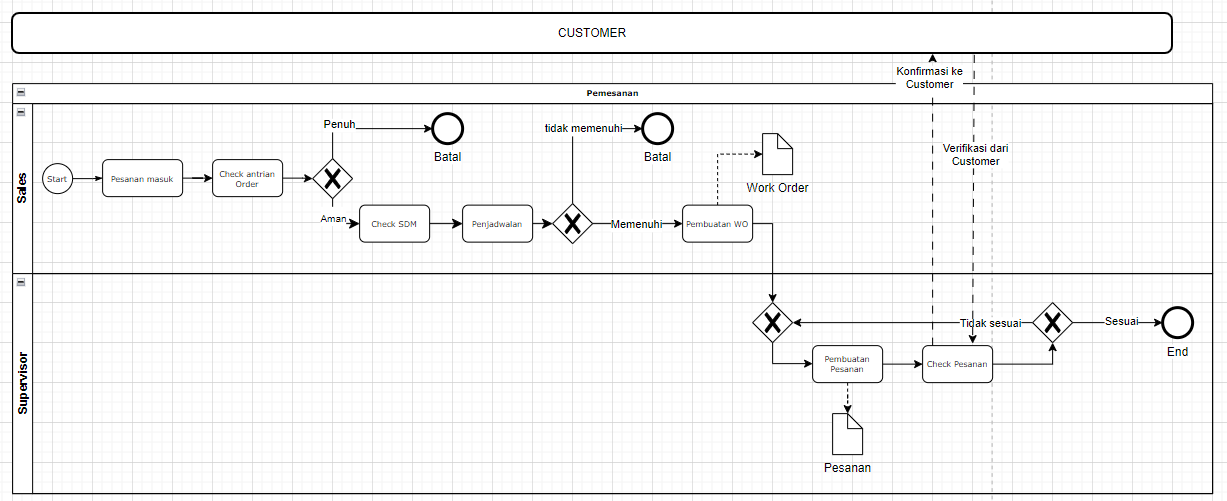 CUSTOMER
Konfirmasi ke
Customer
Pemesanan
Sales
Start
Pesanan masuk
Check antrian
Order
Penuh
Batal
Aman
Check SDM
Penjadwalan
tidak memenuhi
Batal
Memenuhi
Pembuatan WO
Work Order
Verifikasi dari
Customer
Supervisor
Pembuatan
Pesanan
Pesanan
Check Pesanan
Tidak sesuai
Sesuai
End